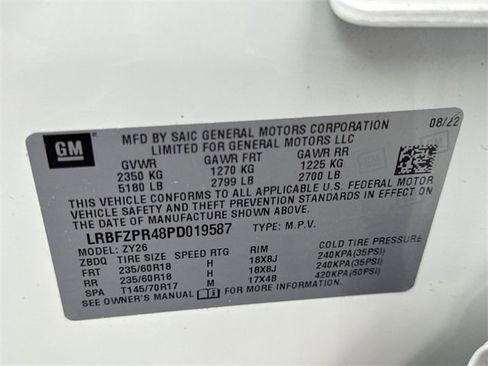 GM
MFD BY SAIC GENERAL MOTORS CORPORATION
LIMITED FOR GENERAL MOTORS LLC
08/22
GVWR GAWR FRT GAWR RR
2350 KG 1270 KG 1225 KG
5180 LB 2799 LB 2700 LB
THIS VEHICLE CONFORMS TO ALL APPLICABLE U.S. FEDERAL MOTOR
VEHICLE SAFETY AND THEFT PREVENTION STANDARDS IN EFFECT ON
THE DATE OF MANUFACTURE SHOWN ABOVE.
LRBFZPR48PD019587 TYPE: M.P.V.
MODEL: ZY26
ZBDQ TIRE SIZE SPEED RTG RIM COLD TIRE PRESSURE
FRT 235/60R18 H 18X8J 240KPA(35PSI)
RR 235/60R18 H 18X8J 240KPA(35PSI)
SPA T145/70R17 M 17X4B 420KPA(60PSI)
SEE OWNER'S MANUAL FOR ADDITIONAL INFORMATION